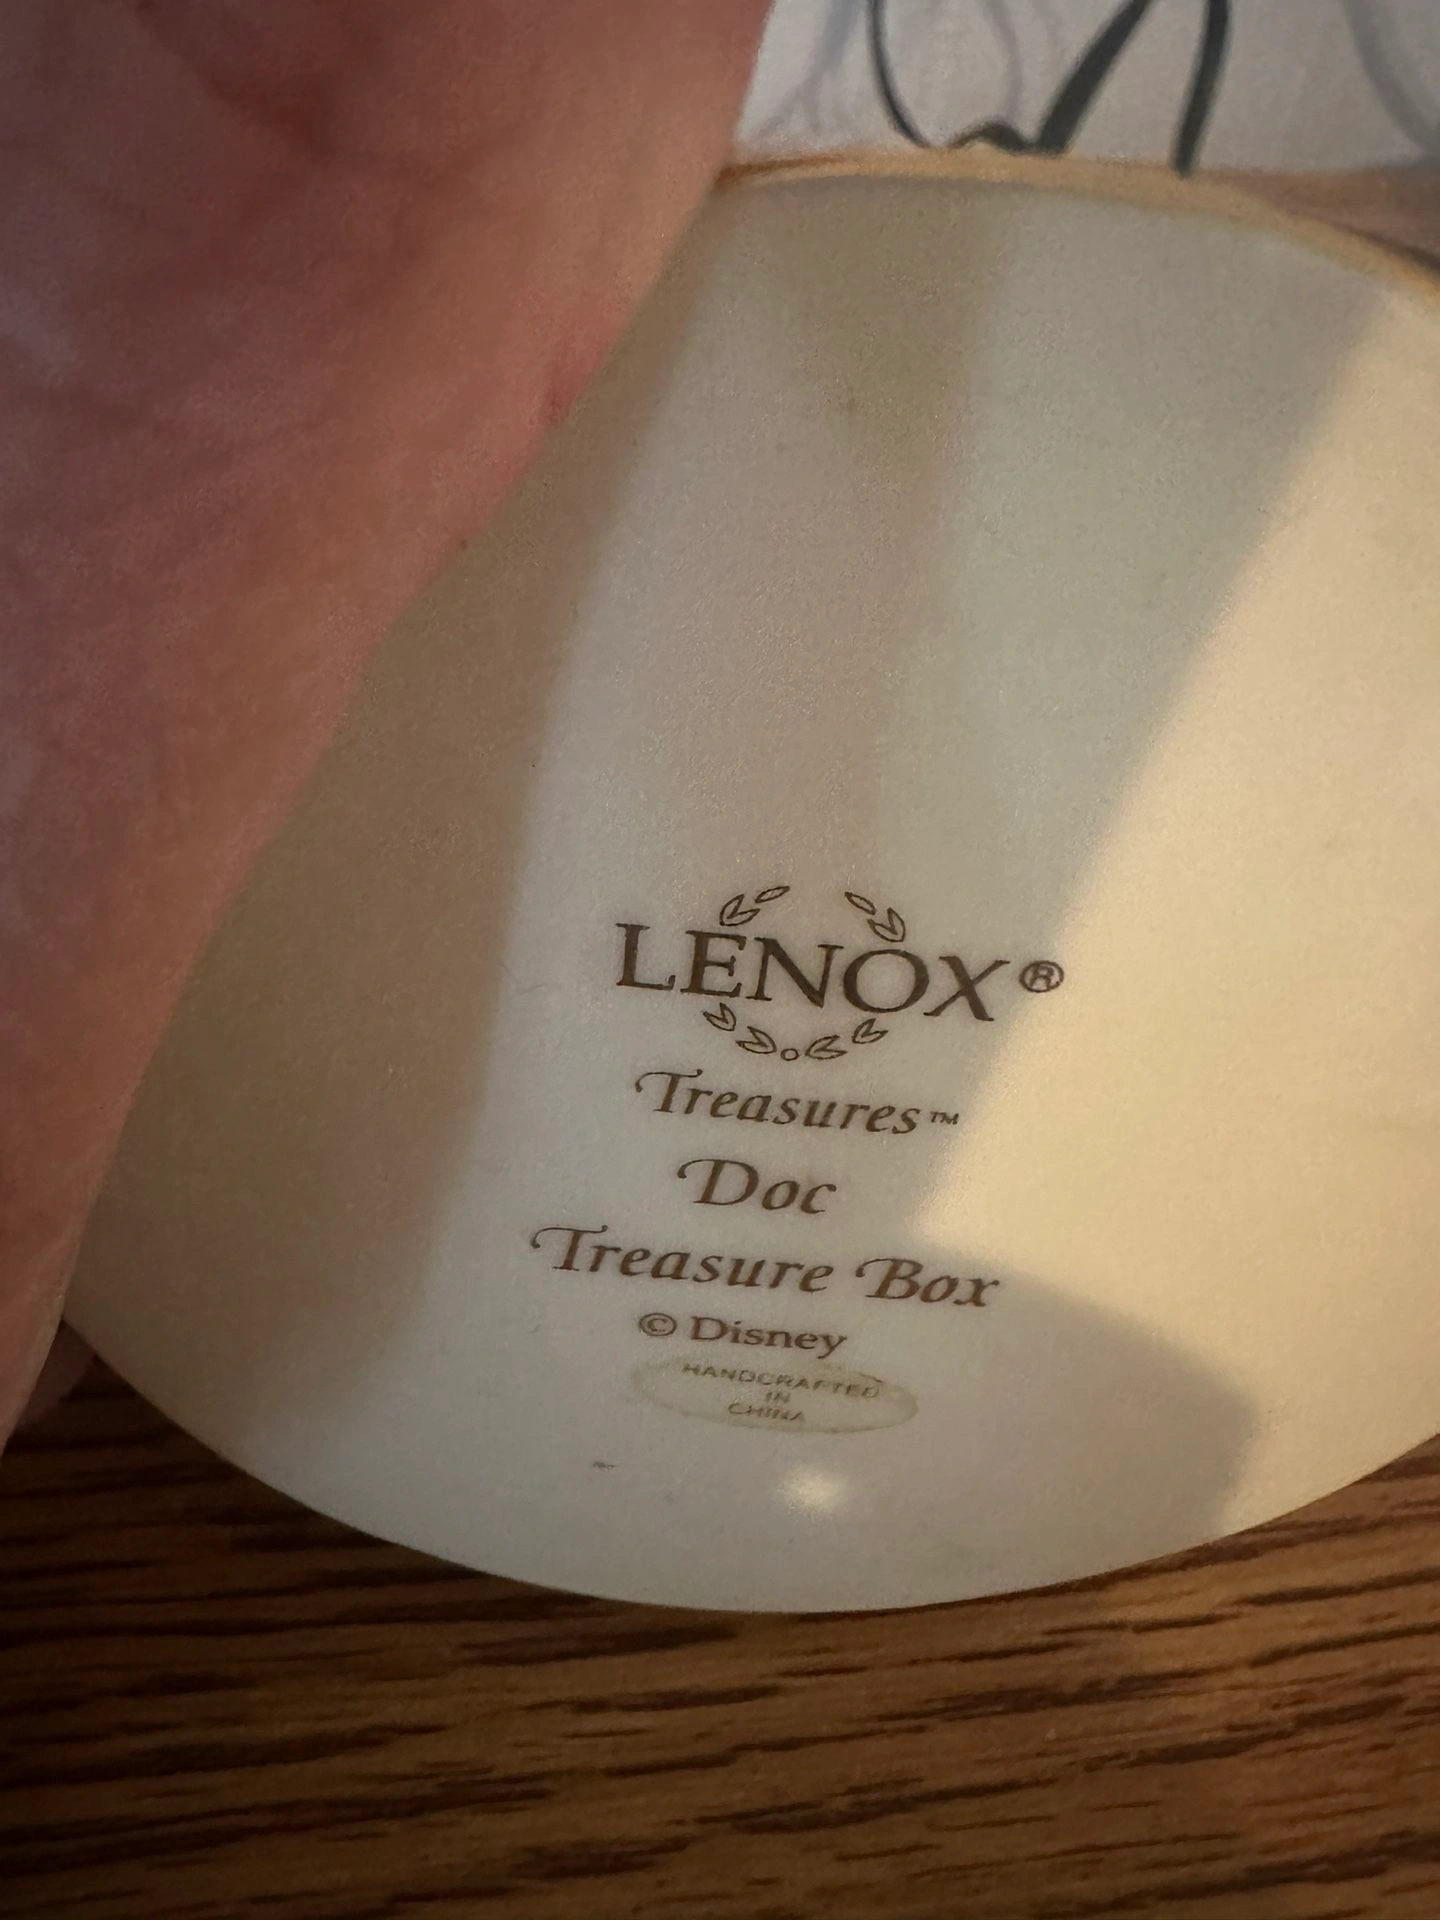 LENOX®
Treasures™
Doc
Treasure Box
© Disney
HANDCRAFTED
IN
CHINA